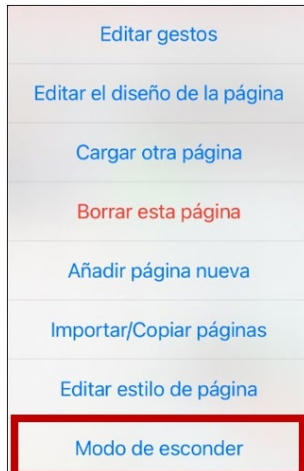 Editar gestos
Editar el diseño de la página
Cargar otra página
Borrar esta página
Añadir página nueva
Importar/Copiar páginas
Editar estilo de página
Modo de esconder